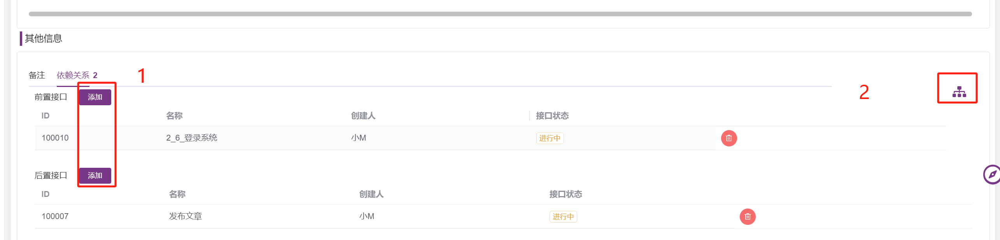 其他信息
备注 依赖关系 2 1
前置接口 添加 2
ID 名称 创建人 接口状态
100010 2_6_登录系统 小M 进行中
后置接口 添加
ID 名称 创建人 接口状态
100007 发布文章 小M 进行中